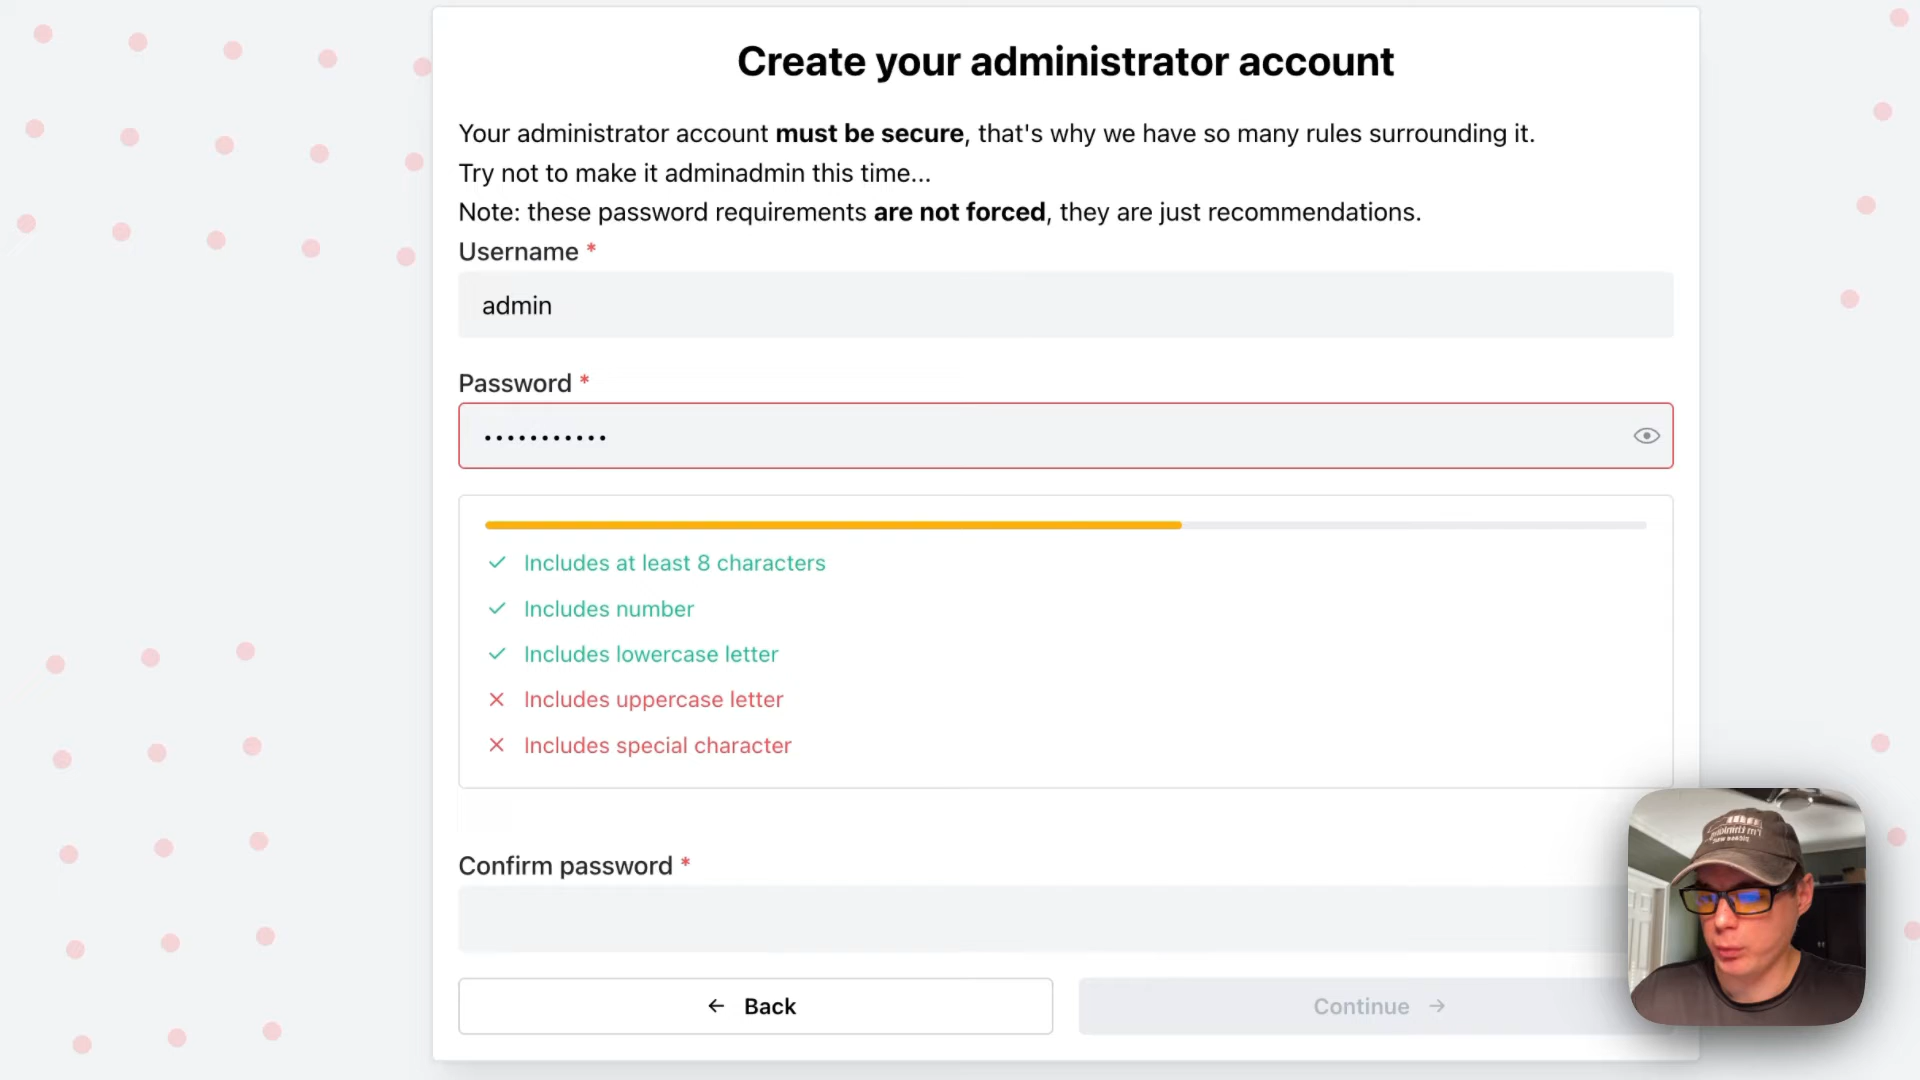 Create your administrator account
Your administrator account must be secure, that's why we have so many rules surrounding it.
Try not to make it adminadmin this time...
Note: these password requirements are not forced, they are just recommendations.
Username *
admin
Password *
•••••••••••
Includes at least 8 characters
Includes number
Includes lowercase letter
Includes uppercase letter
Includes special character
Confirm password *
← Back
Continue →